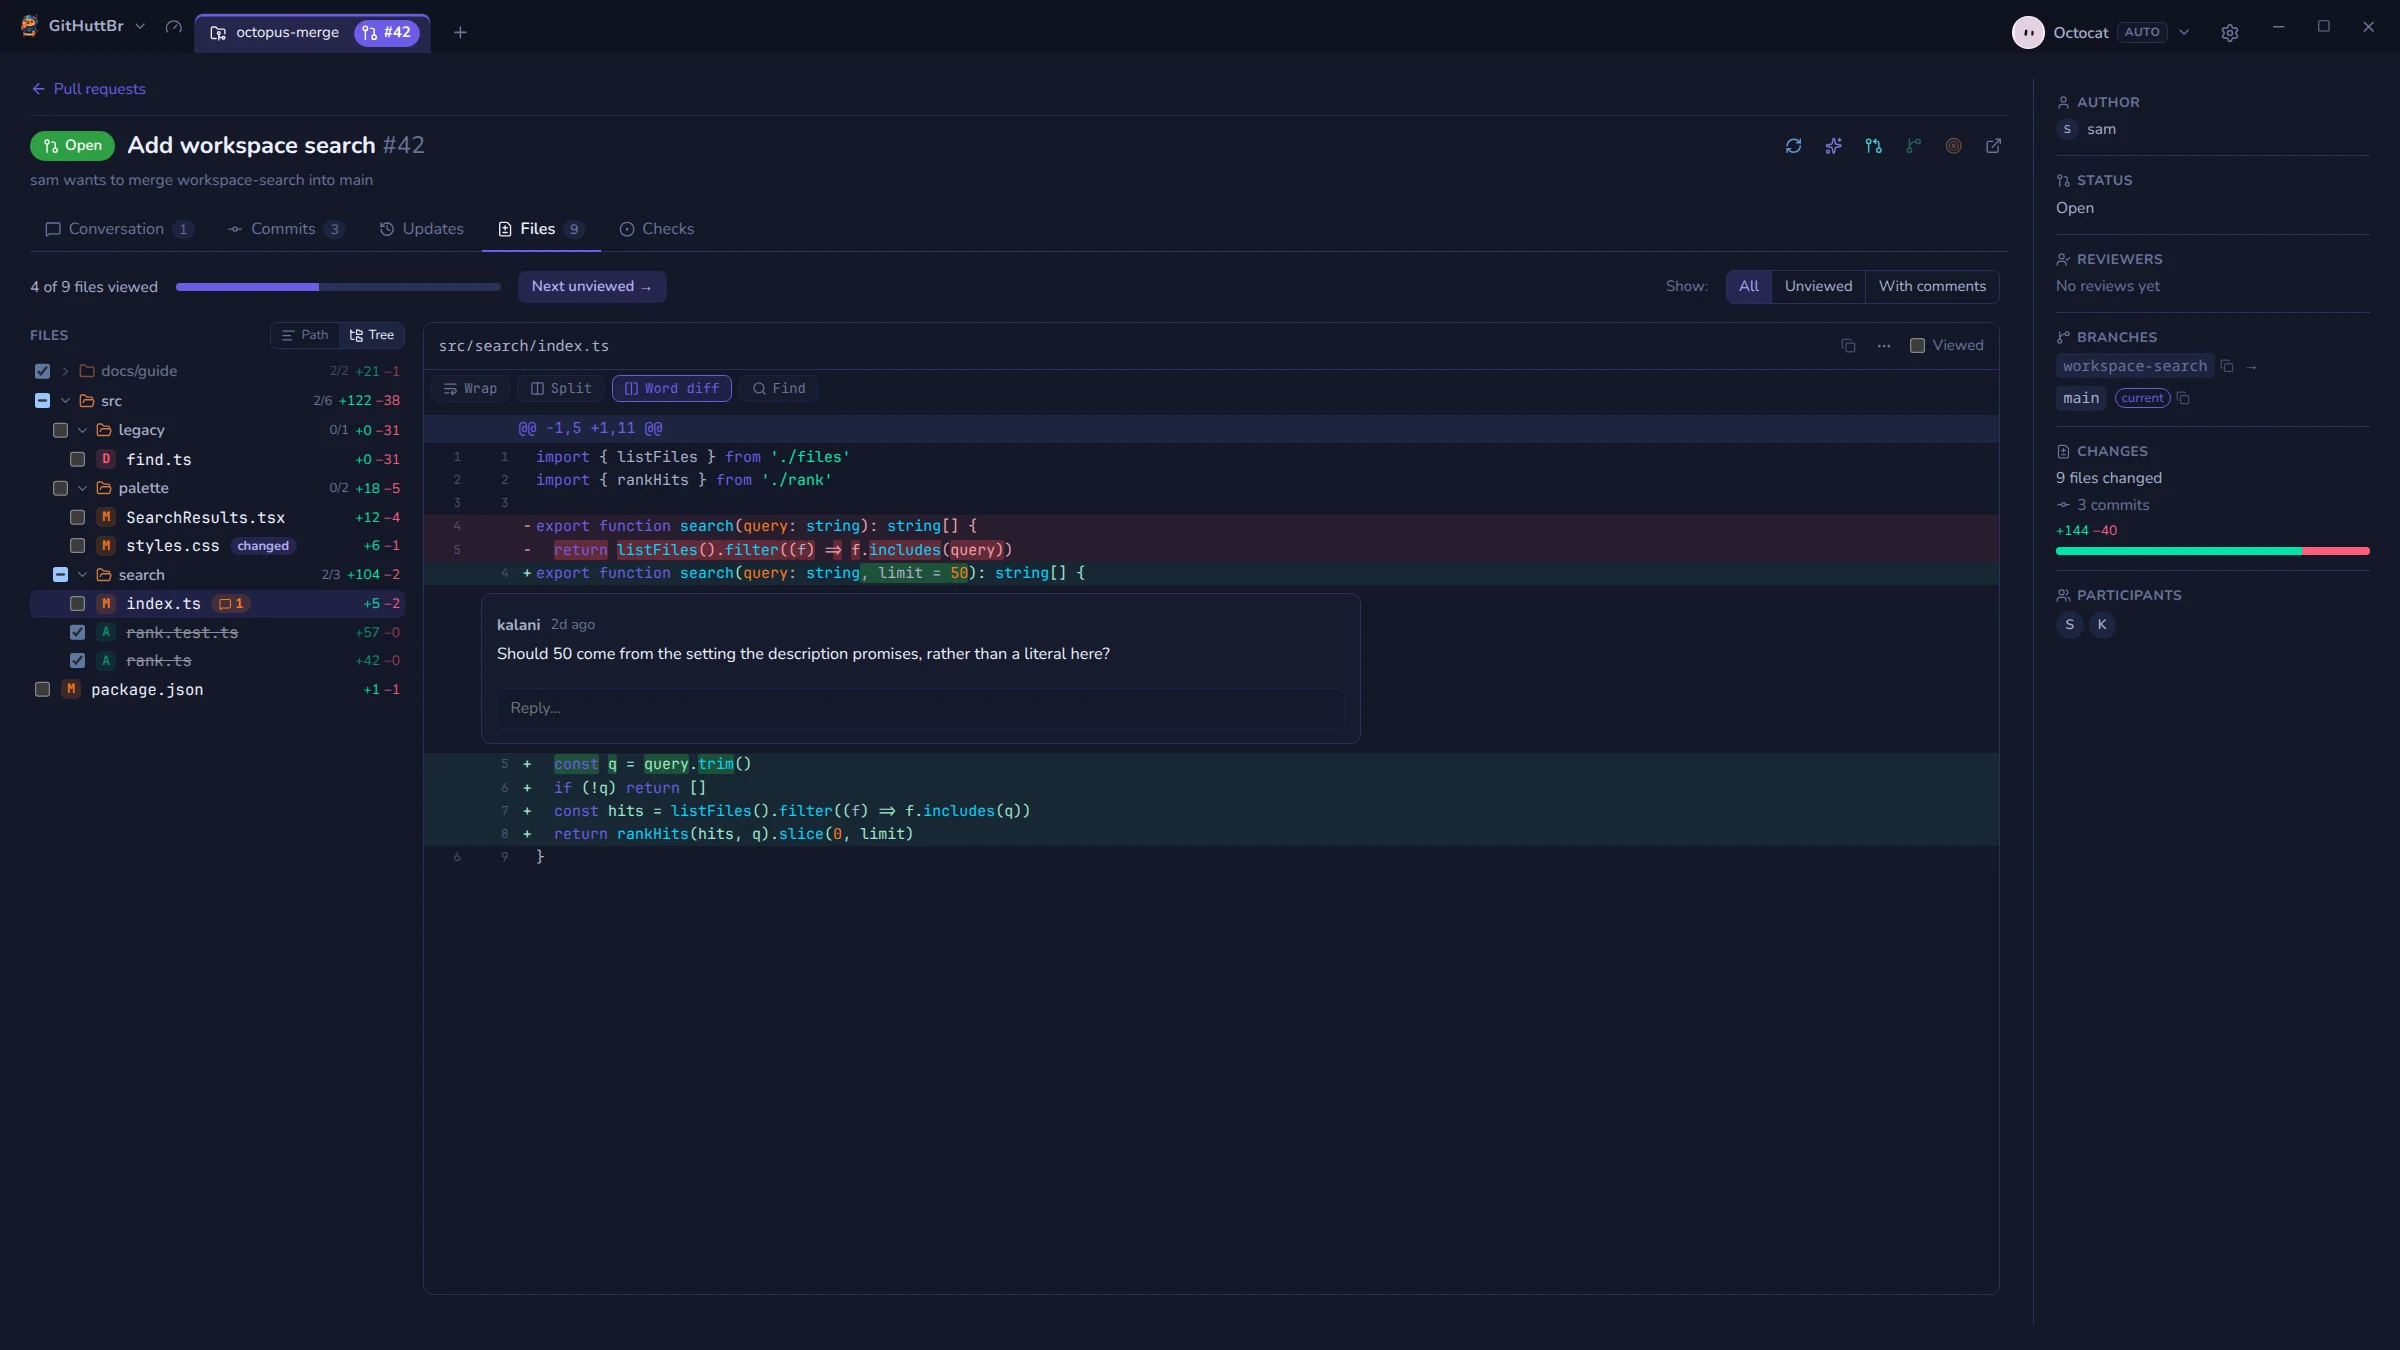 GitHuttBr
octopus-merge #42
Octocat AUTO
Pull requests
Open Add workspace search #42
sam wants to merge workspace-search into main
Conversation 1 Commits 3 Updates Files 9 Checks
4 of 9 files viewed Next unviewed → Show: All Unviewed With comments
FILES Path Tree
docs/guide 2/2 +21 −1
src 2/6 +122 −38
legacy 0/1 +0 −31
D find.ts +0 −31
palette 0/2 +18 −5
M SearchResults.tsx +12 −4
M styles.css changed +6 −1
search 2/3 +104 −2
M index.ts 1 +5 −2
A rank.test.ts +57 −0
A rank.ts +42 −0
M package.json +1 −1
src/search/index.ts Viewed
Wrap Split Word diff Find
@@ -1,5 +1,11 @@
1 1 import { listFiles } from './files'
2 2 import { rankHits } from './rank'
3 3
4 - export function search(query: string): string[] {
5 - return listFiles().filter((f) => f.includes(query))
4 + export function search(query: string, limit = 50): string[] {
kalani 2d ago
Should 50 come from the setting the description promises, rather than a literal here?
Reply...
5 + const q = query.trim()
6 + if (!q) return []
7 + const hits = listFiles().filter((f) => f.includes(q))
8 + return rankHits(hits, q).slice(0, limit)
6 9 }
AUTHOR
S sam
STATUS
Open
REVIEWERS
No reviews yet
BRANCHES
workspace-search →
main current
CHANGES
9 files changed
3 commits
+144 −40
PARTICIPANTS
S K